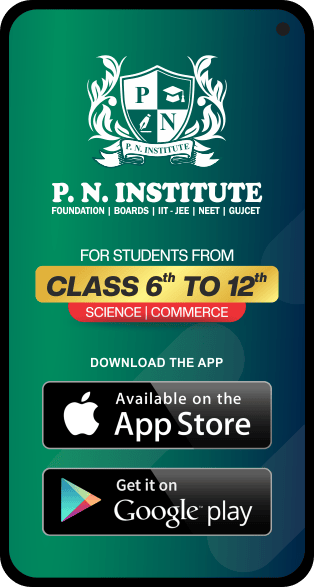 P
N
P. N. INSTITUTE
P. N. INSTITUTE
FOUNDATION | BOARDS | IIT - JEE | NEET | GUJCET
FOR STUDENTS FROM
CLASS 6th TO 12th
SCIENCE | COMMERCE
DOWNLOAD THE APP
Available on the
App Store
Get it on
Google™ play